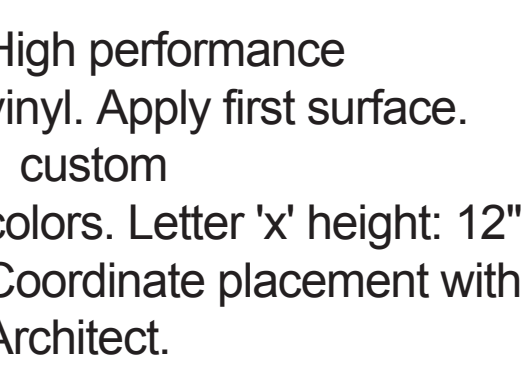 High performance
vinyl. Apply first surface.
custom
colors. Letter 'x' height: 12"
Coordinate placement with
Architect.